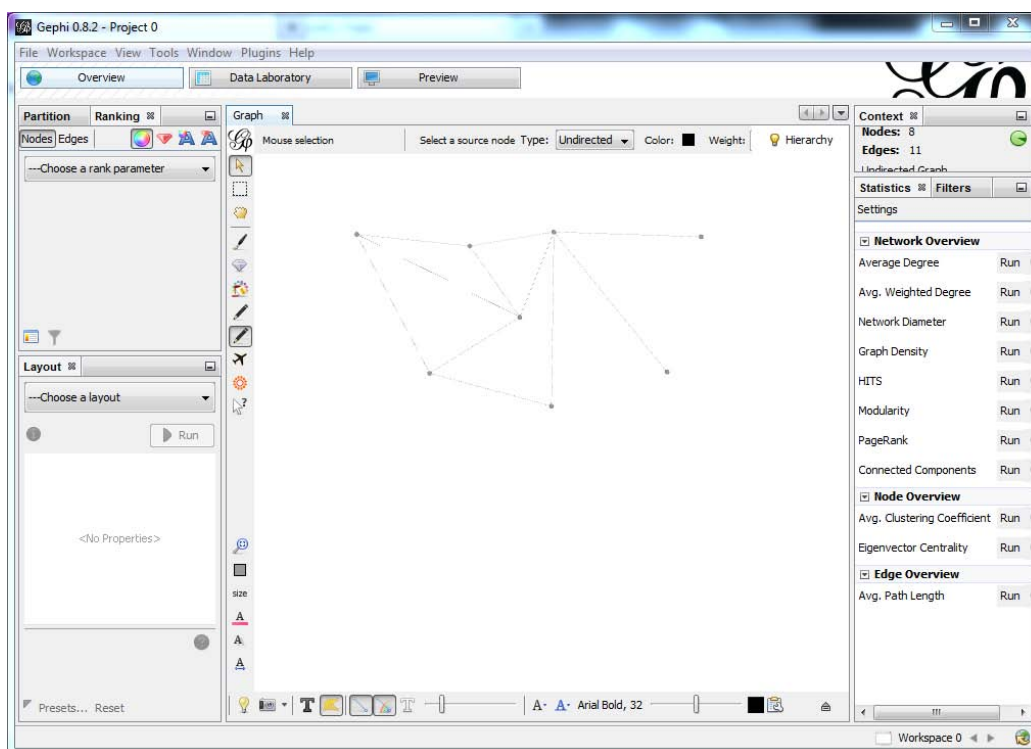 Gephi 0.8.2 - Project 0
File Workspace View Tools Window Plugins Help
Overview Data Laboratory Preview
Partition Ranking
Nodes Edges
---Choose a rank parameter
Layout
---Choose a layout
Run
<No Properties>
Presets... Reset
Graph
Mouse selection Select a source node Type: Undirected Color: Weight: Hierarchy
size
A
A
A
T T A- A- Arial Bold, 32
Context
Nodes: 8
Edges: 11
Undirected Graph
Statistics Filters
Settings
Network Overview
Average Degree Run
Avg. Weighted Degree Run
Network Diameter Run
Graph Density Run
HITS Run
Modularity Run
PageRank Run
Connected Components Run
Node Overview
Avg. Clustering Coefficient Run
Eigenvector Centrality Run
Edge Overview
Avg. Path Length Run
Workspace 0